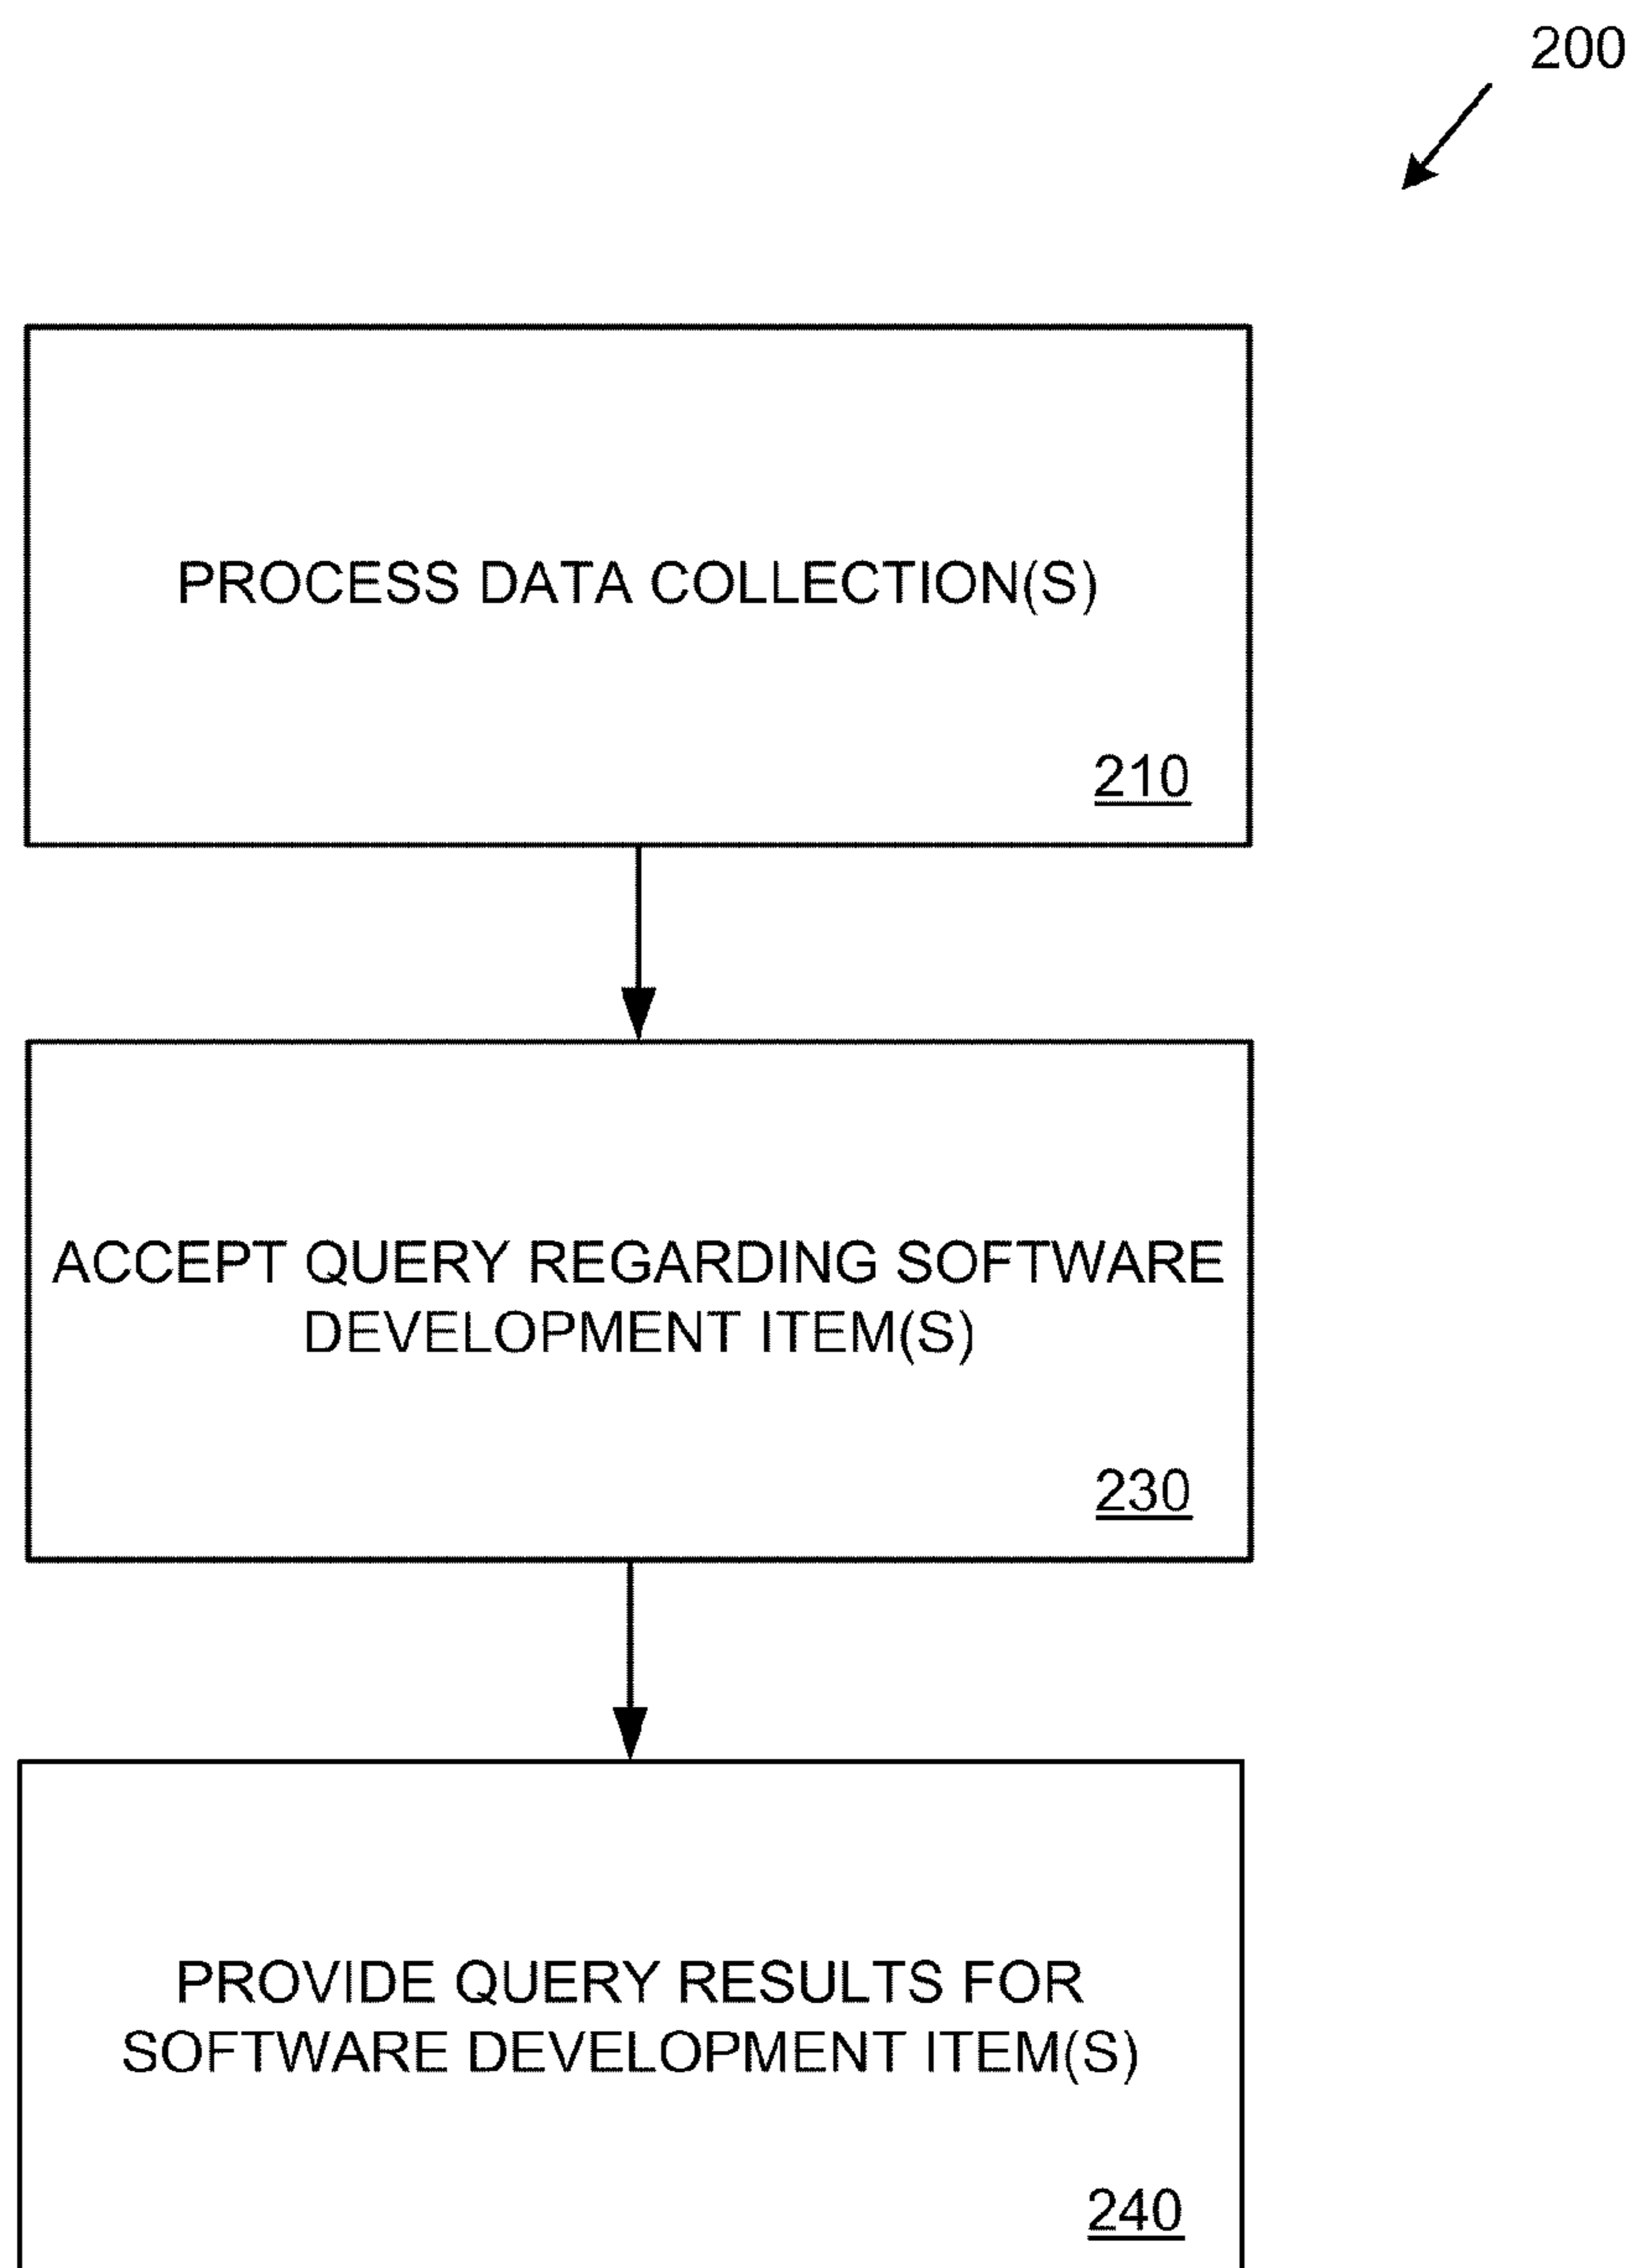 200
PROCESS DATA COLLECTION(S)
210
ACCEPT QUERY REGARDING SOFTWARE
DEVELOPMENT ITEM(S)
230
PROVIDE QUERY RESULTS FOR
SOFTWARE DEVELOPMENT ITEM(S)
240